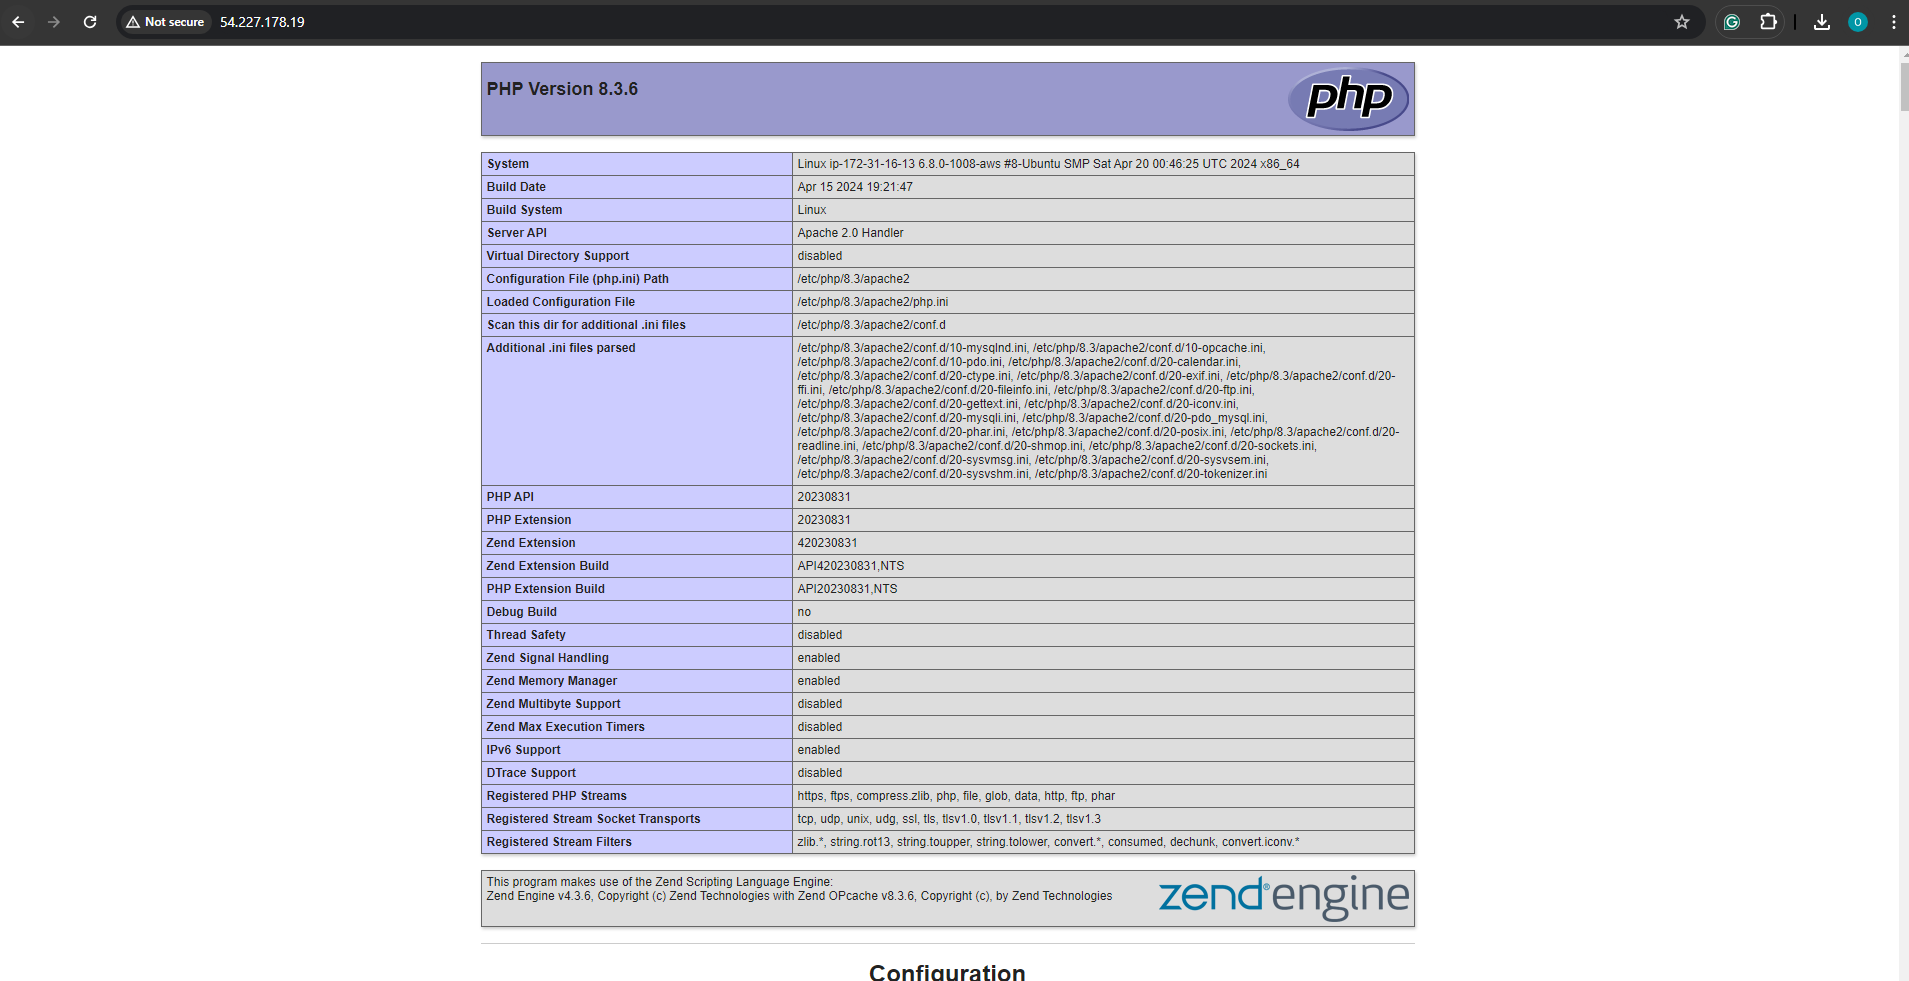 Not secure 54.227.178.19
O
PHP Version 8.3.6
php
System Linux ip-172-31-16-13 6.8.0-1008-aws #8-Ubuntu SMP Sat Apr 20 00:46:25 UTC 2024 x86_64
Build Date Apr 15 2024 19:21:47
Build System Linux
Server API Apache 2.0 Handler
Virtual Directory Support disabled
Configuration File (php.ini) Path /etc/php/8.3/apache2
Loaded Configuration File /etc/php/8.3/apache2/php.ini
Scan this dir for additional .ini files /etc/php/8.3/apache2/conf.d
Additional .ini files parsed /etc/php/8.3/apache2/conf.d/10-mysqlnd.ini, /etc/php/8.3/apache2/conf.d/10-opcache.ini,
/etc/php/8.3/apache2/conf.d/10-pdo.ini, /etc/php/8.3/apache2/conf.d/20-calendar.ini,
/etc/php/8.3/apache2/conf.d/20-ctype.ini, /etc/php/8.3/apache2/conf.d/20-exif.ini, /etc/php/8.3/apache2/conf.d/20-
ffi.ini, /etc/php/8.3/apache2/conf.d/20-fileinfo.ini, /etc/php/8.3/apache2/conf.d/20-ftp.ini,
/etc/php/8.3/apache2/conf.d/20-gettext.ini, /etc/php/8.3/apache2/conf.d/20-iconv.ini,
/etc/php/8.3/apache2/conf.d/20-mysqli.ini, /etc/php/8.3/apache2/conf.d/20-pdo_mysql.ini,
/etc/php/8.3/apache2/conf.d/20-phar.ini, /etc/php/8.3/apache2/conf.d/20-posix.ini, /etc/php/8.3/apache2/conf.d/20-
readline.ini, /etc/php/8.3/apache2/conf.d/20-shmop.ini, /etc/php/8.3/apache2/conf.d/20-sockets.ini,
/etc/php/8.3/apache2/conf.d/20-sysvmsg.ini, /etc/php/8.3/apache2/conf.d/20-sysvsem.ini,
/etc/php/8.3/apache2/conf.d/20-sysvshm.ini, /etc/php/8.3/apache2/conf.d/20-tokenizer.ini
PHP API 20230831
PHP Extension 20230831
Zend Extension 420230831
Zend Extension Build API420230831,NTS
PHP Extension Build API20230831,NTS
Debug Build no
Thread Safety disabled
Zend Signal Handling enabled
Zend Memory Manager enabled
Zend Multibyte Support disabled
Zend Max Execution Timers disabled
IPv6 Support enabled
DTrace Support disabled
Registered PHP Streams https, ftps, compress.zlib, php, file, glob, data, http, ftp, phar
Registered Stream Socket Transports tcp, udp, unix, udg, ssl, tls, tlsv1.0, tlsv1.1, tlsv1.2, tlsv1.3
Registered Stream Filters zlib.*, string.rot13, string.toupper, string.tolower, convert.*, consumed, dechunk, convert.iconv.*
This program makes use of the Zend Scripting Language Engine:
Zend Engine v4.3.6, Copyright (c) Zend Technologies with Zend OPcache v8.3.6, Copyright (c), by Zend Technologies
zend®engine
Configuration